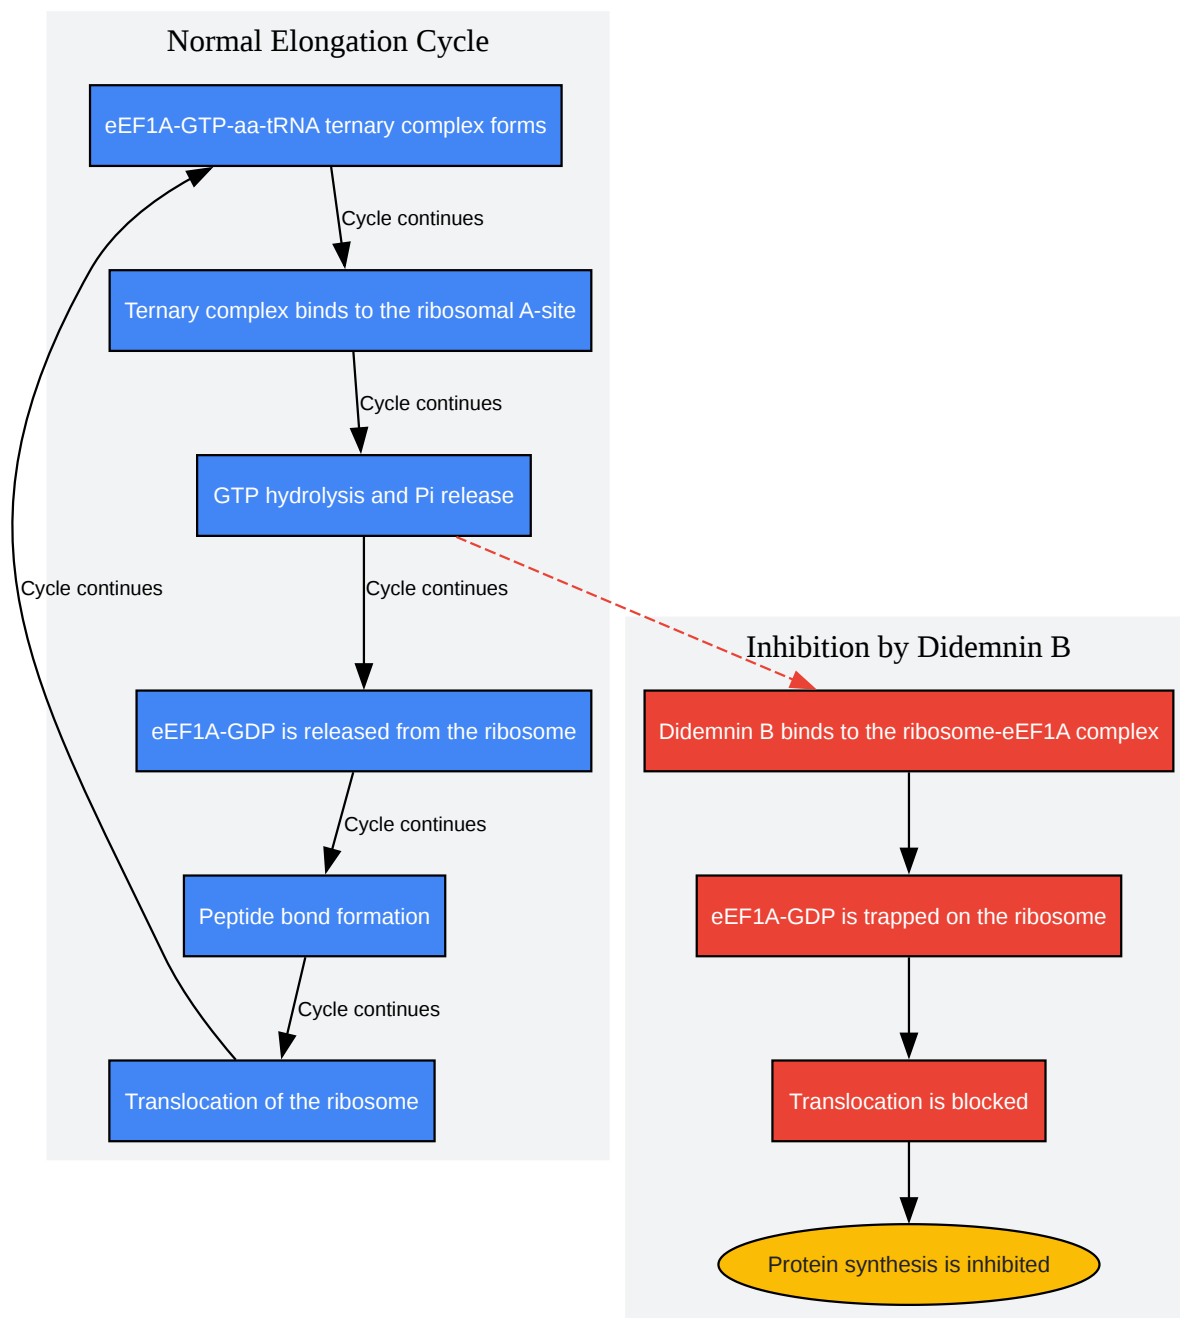 Normal Elongation Cycle
eEF1A-GTP-aa-tRNA ternary complex forms
Cycle continues
Ternary complex binds to the ribosomal A-site
Cycle continues
GTP hydrolysis and Pi release
Cycle continues
Cycle continues
eEF1A-GDP is released from the ribosome
Cycle continues
Peptide bond formation
Cycle continues
Translocation of the ribosome
Inhibition by Didemnin B
Didemnin B binds to the ribosome-eEF1A complex
eEF1A-GDP is trapped on the ribosome
Translocation is blocked
Protein synthesis is inhibited